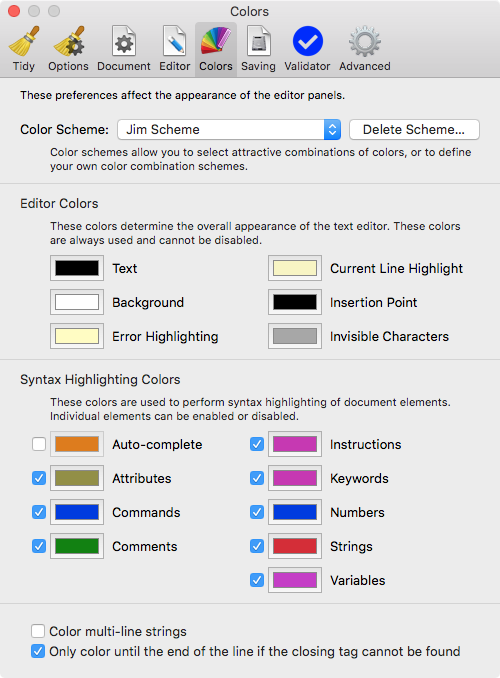 Colors
Tidy Options Document Editor Colors Saving Validator Advanced
These preferences affect the appearance of the editor panels.
Color Scheme: Jim Scheme Delete Scheme...
Color schemes allow you to select attractive combinations of colors, or to define
your own color combination schemes.
Editor Colors
These colors determine the overall appearance of the text editor. These colors
are always used and cannot be disabled.
Text Current Line Highlight
Background Insertion Point
Error Highlighting Invisible Characters
Syntax Highlighting Colors
These colors are used to perform syntax highlighting of document elements.
Individual elements can be enabled or disabled.
Auto-complete Instructions
Attributes Keywords
Commands Numbers
Comments Strings
Variables
Color multi-line strings
Only color until the end of the line if the closing tag cannot be found